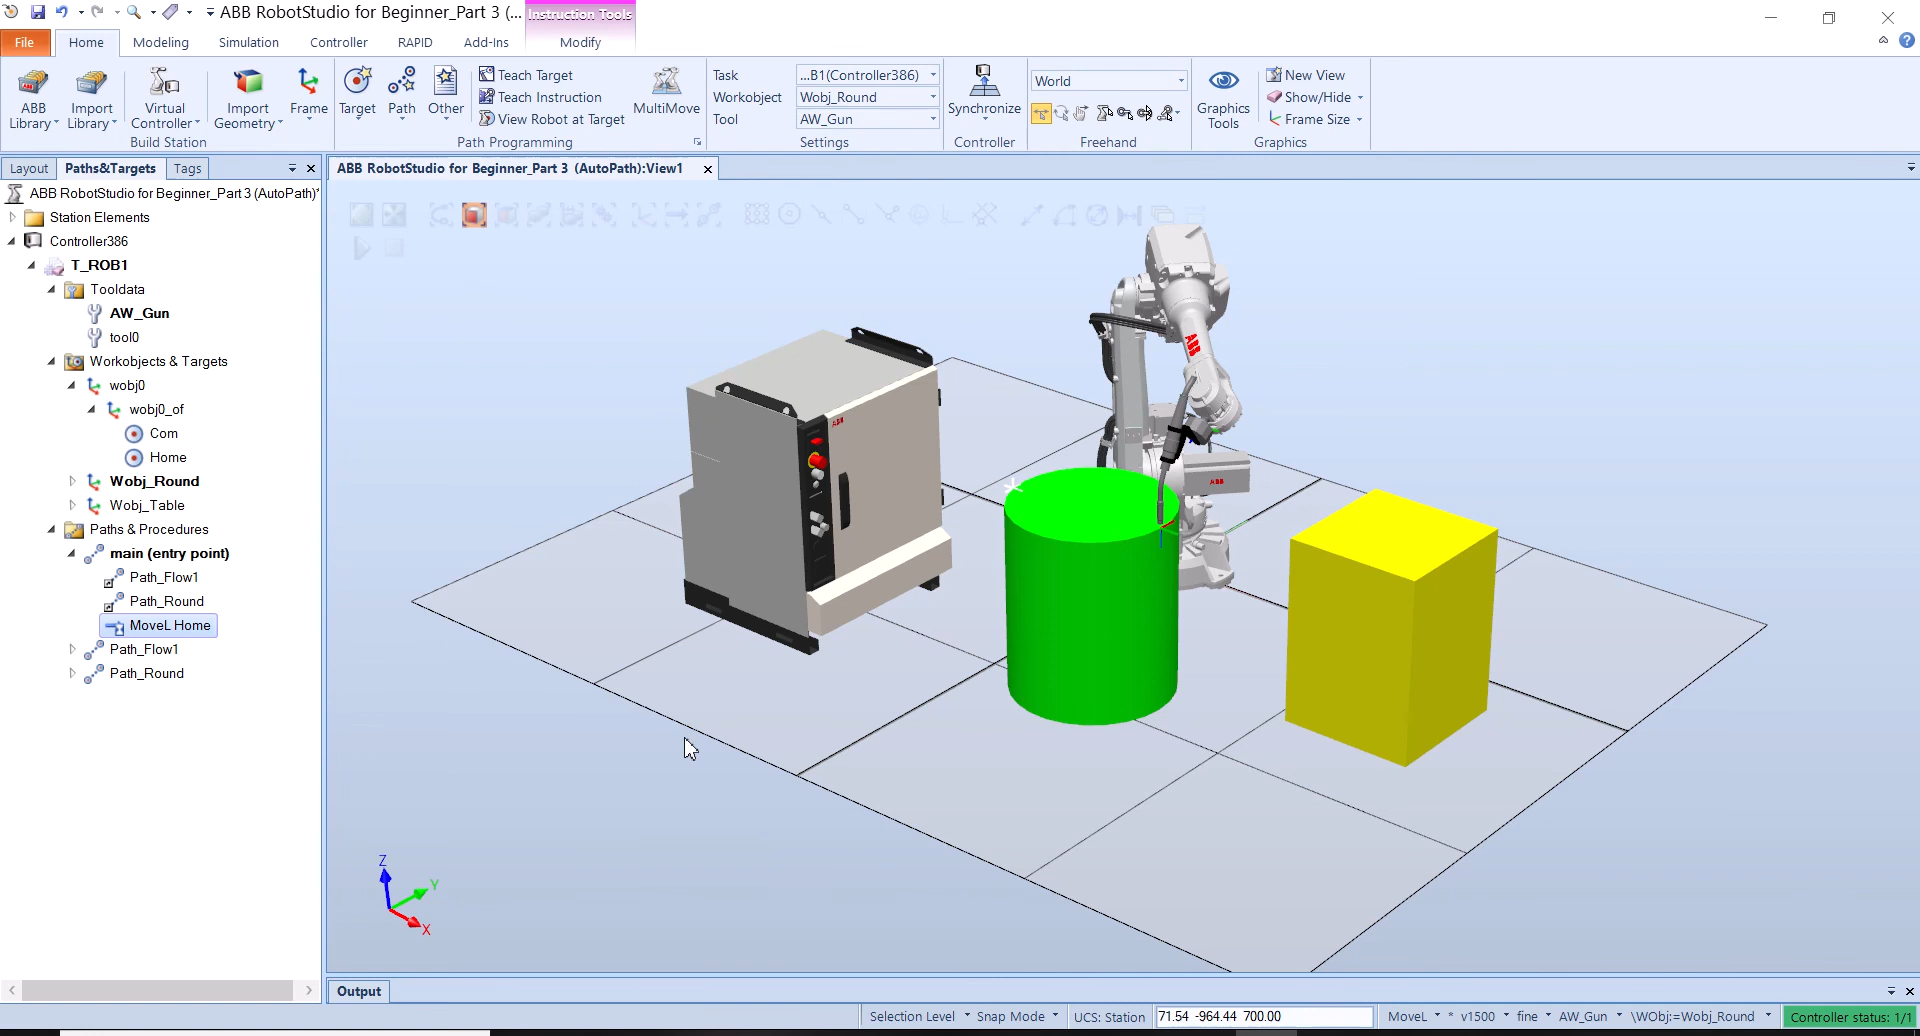 ABB RobotStudio for Beginner_Part 3 (...
Instruction Tools
File
Home
Modeling
Simulation
Controller
RAPID
Add-Ins
Modify
ABB Library
Import Library
Virtual Controller
Import Geometry
Frame
Build Station
Target
Path
Other
Teach Target
Teach Instruction
View Robot at Target
MultiMove
Path Programming
Task
...B1(Controller386)
Workobject
Wobj_Round
Tool
AW_Gun
Settings
Synchronize
Controller
World
Freehand
Graphics Tools
New View
Show/Hide
Frame Size
Graphics
Layout
Paths&Targets
Tags
ABB RobotStudio for Beginner_Part 3 (AutoPath):View1
ABB RobotStudio for Beginner_Part 3 (AutoPath)*
Station Elements
Controller386
T_ROB1
Tooldata
AW_Gun
tool0
Workobjects & Targets
wobj0
wobj0_of
Com
Home
Wobj_Round
Wobj_Table
Paths & Procedures
main (entry point)
Path_Flow1
Path_Round
MoveL Home
Path_Flow1
Path_Round
ABB
ABB
ABB
Z
Y
X
Output
Selection Level
Snap Mode
UCS: Station
71.54 -964.44 700.00
MoveL
*
v1500
fine
AW_Gun
\WObj:=Wobj_Round
Controller status: 1/1